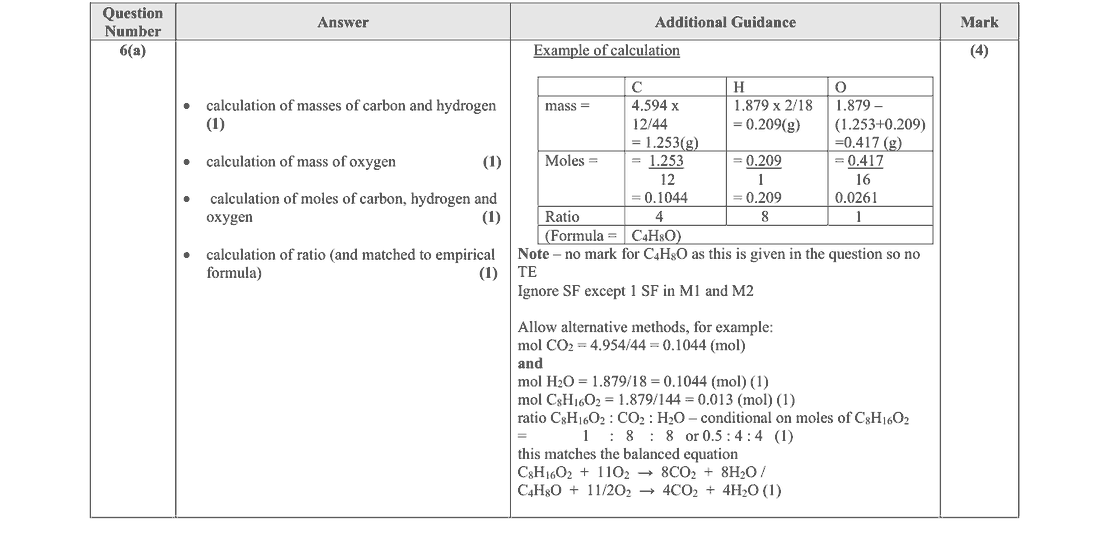 Question Number Answer Additional Guidance Mark
6(a) (4)
• calculation of masses of carbon and hydrogen
(1)
• calculation of mass of oxygen (1)
• calculation of moles of carbon, hydrogen and
oxygen (1)
• calculation of ratio (and matched to empirical
formula) (1)
Example of calculation
C H O
mass = 4.594 x 1.879 x 2/18 1.879 –
12/44 = 0.209(g) (1.253+0.209)
= 1.253(g) =0.417 (g)
Moles = = 1.253 = 0.209 = 0.417
12 1 16
= 0.1044 = 0.209 0.0261
Ratio 4 8 1
(Formula = C₄H₈O)
Note – no mark for C₄H₈O as this is given in the question so no
TE
Ignore SF except 1 SF in M1 and M2
Allow alternative methods, for example:
mol CO₂ = 4.954/44 = 0.1044 (mol)
and
mol H₂O = 1.879/18 = 0.1044 (mol) (1)
mol C₈H₁₆O₂ = 1.879/144 = 0.013 (mol) (1)
ratio C₈H₁₆O₂ : CO₂ : H₂O – conditional on moles of C₈H₁₆O₂
= 1 : 8 : 8 or 0.5 : 4 : 4 (1)
this matches the balanced equation
C₈H₁₆O₂ + 11O₂ → 8CO₂ + 8H₂O /
C₄H₈O + 11/2O₂ → 4CO₂ + 4H₂O (1)